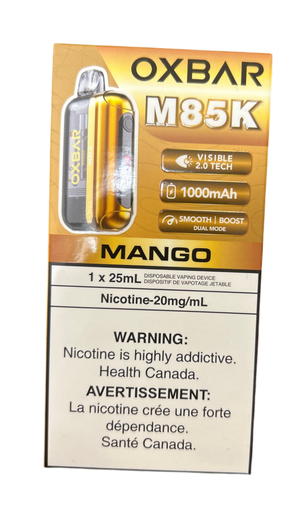 OXBAR
M85K
OXBAR
VISIBLE
2.0 TECH
1000mAh
SMOOTH | BOOST
DUAL MODE
MANGO
1 x 25mL DISPOSABLE VAPING DEVICE
DISPOSITIF DE VAPOTAGE JETABLE
Nicotine-20mg/mL
WARNING:
Nicotine is highly addictive.
Health Canada.
AVERTISSEMENT:
La nicotine crée une forte
dépendance.
Santé Canada.